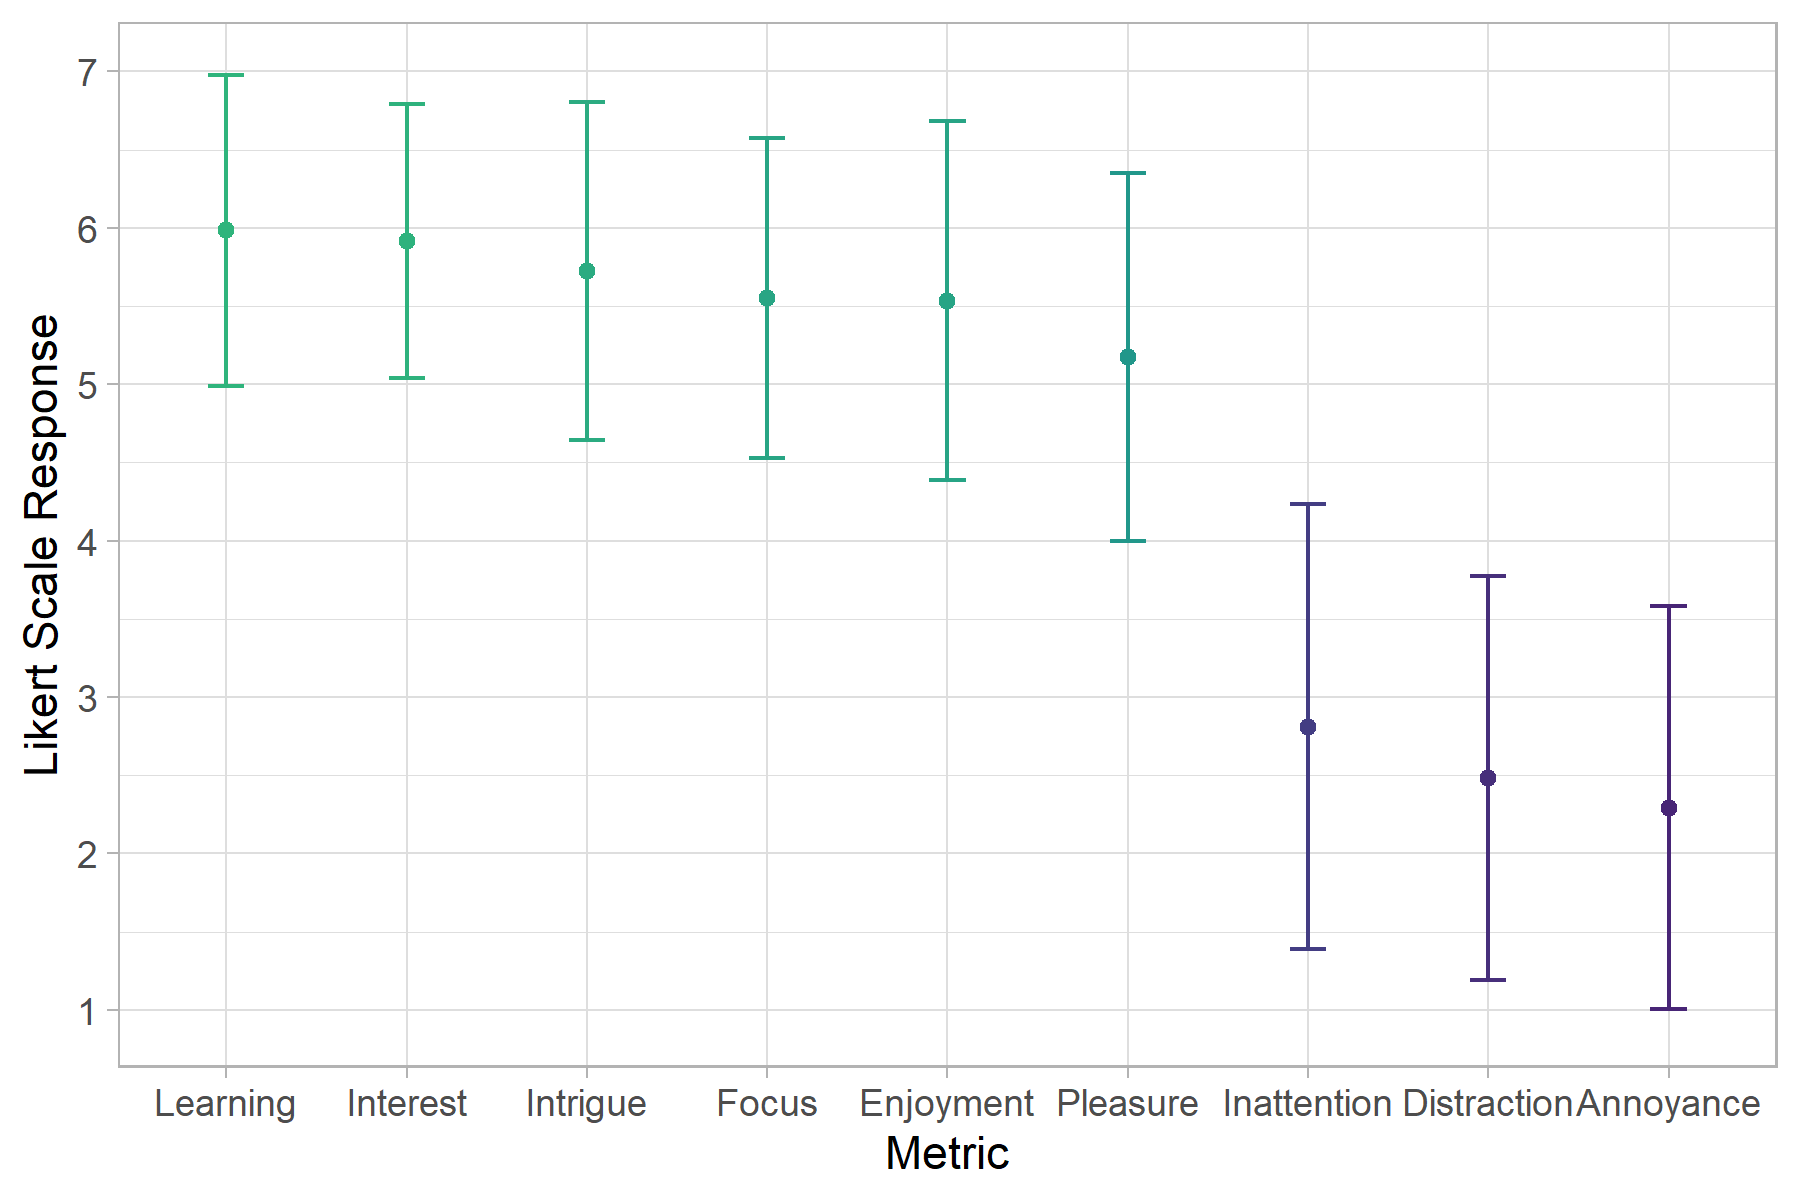 Likert Scale Response
7
6
5
4
3
2
1
Learning Interest Intrigue Focus Enjoyment Pleasure Inattention Distraction Annoyance
Metric